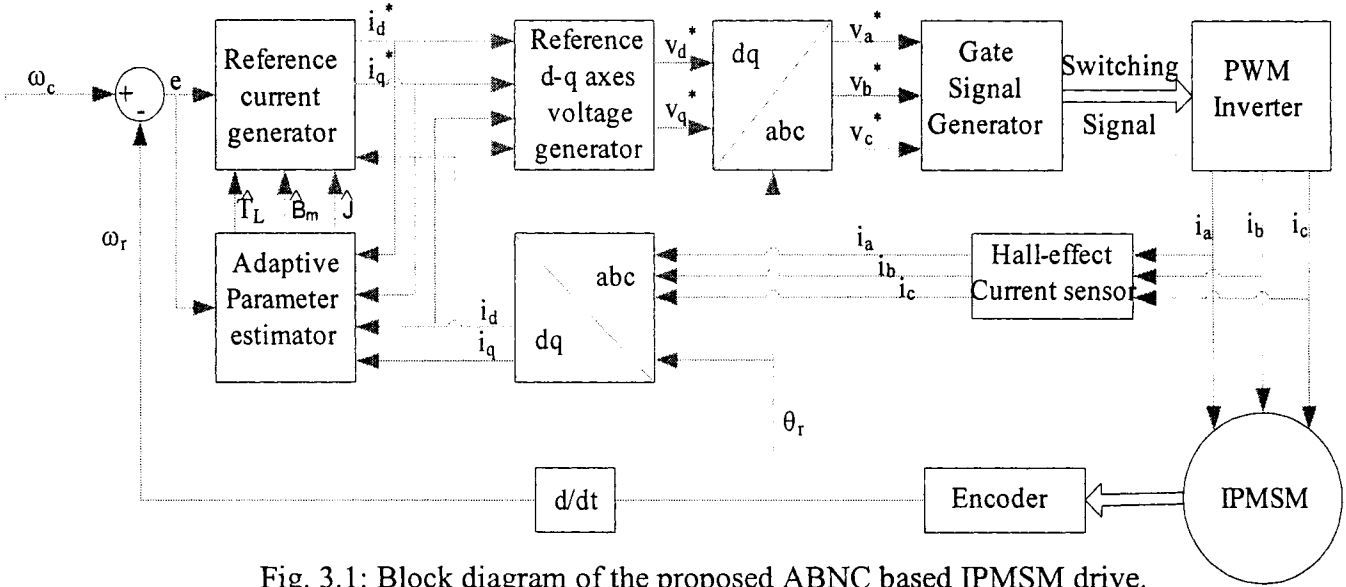 ω_c
+
-
e
Reference
current
generator
i_d*
i_q*
Reference
d-q axes
voltage
generator
v_d*
v_q*
dq
abc
v_a*
v_b*
v_c*
Gate
Signal
Generator
Switching
Signal
PWM
Inverter
T̂_L
B̂_m
Ĵ
ω_r
Adaptive
Parameter
estimator
i_d
i_q
abc
dq
i_a
i_b
i_c
Hall-effect
Current sensor
i_a
i_b
i_c
θ_r
d/dt
Encoder
IPMSM
Fig. 3.1: Block diagram of the proposed ABNC based IPMSM drive.